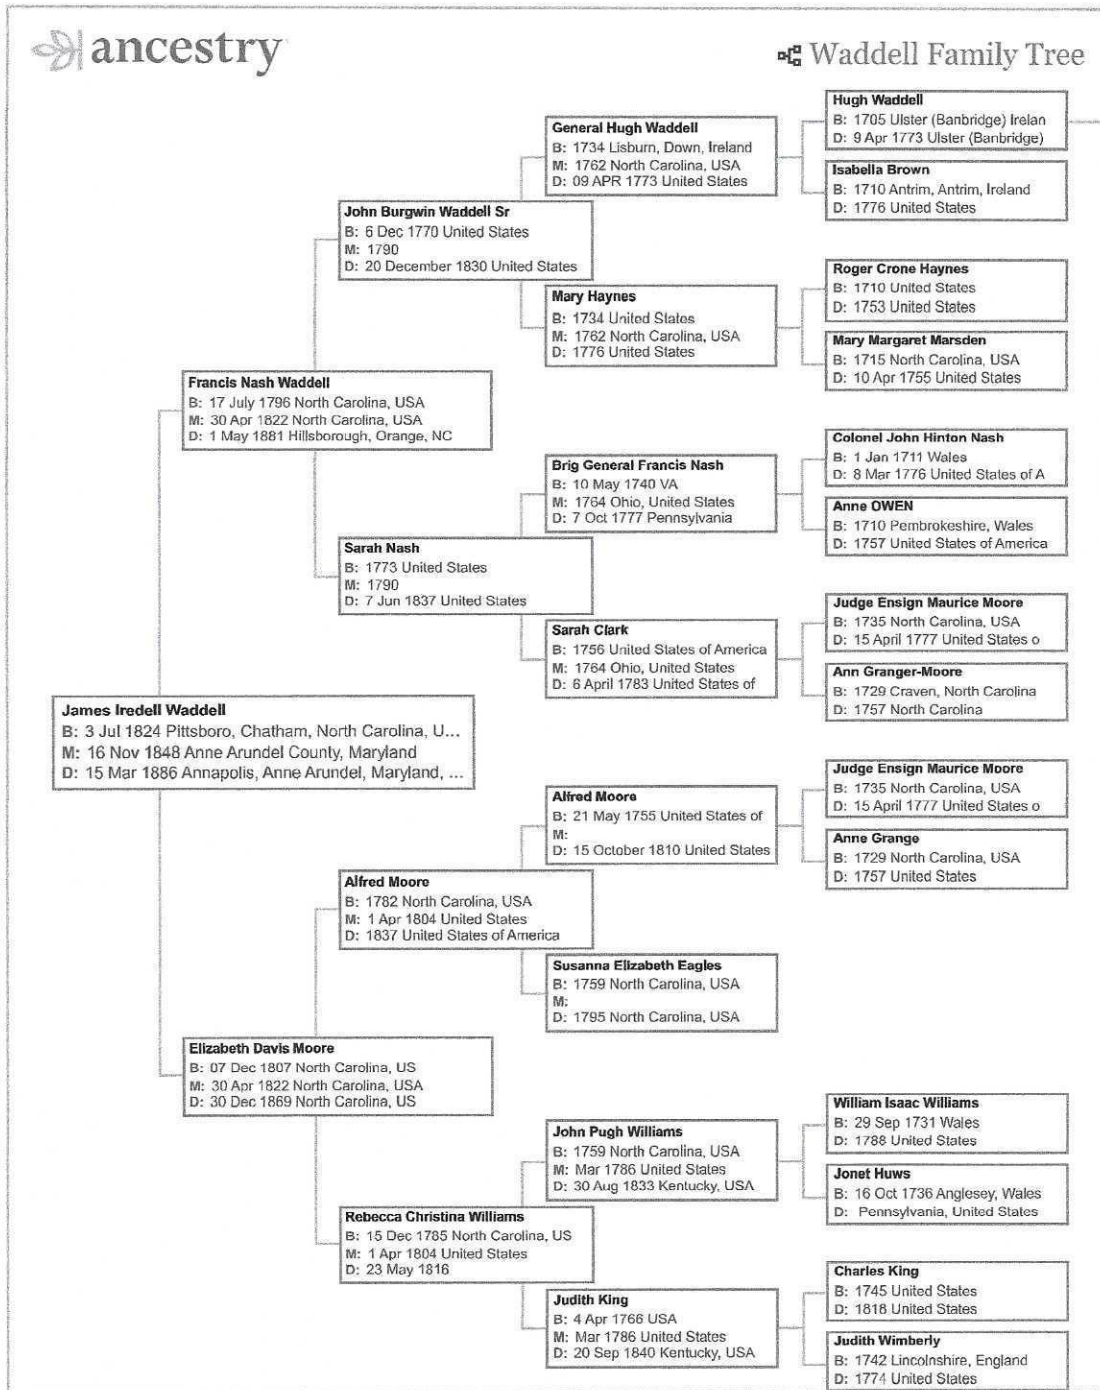 ancestry
Waddell Family Tree
Hugh Waddell
B: 1705 Ulster (Banbridge) Irelan
D: 9 Apr 1773 Ulster (Banbridge)
General Hugh Waddell
B: 1734 Lisburn, Down, Ireland
M: 1762 North Carolina, USA
D: 09 APR 1773 United States
Isabella Brown
B: 1710 Antrim, Antrim, Ireland
D: 1776 United States
John Burgwin Waddell Sr
B: 6 Dec 1770 United States
M: 1790
D: 20 December 1830 United States
Roger Crone Haynes
B: 1710 United States
D: 1753 United States
Mary Haynes
B: 1734 United States
M: 1762 North Carolina, USA
D: 1776 United States
Mary Margaret Marsden
B: 1715 North Carolina, USA
D: 10 Apr 1755 United States
Francis Nash Waddell
B: 17 July 1796 North Carolina, USA
M: 30 Apr 1822 North Carolina, USA
D: 1 May 1881 Hillsborough, Orange, NC
Colonel John Hinton Nash
B: 1 Jan 1711 Wales
D: 8 Mar 1776 United States of A
Brig General Francis Nash
B: 10 May 1740 VA
M: 1764 Ohio, United States
D: 7 Oct 1777 Pennsylvania
Anne OWEN
B: 1710 Pembrokeshire, Wales
D: 1757 United States of America
Sarah Nash
B: 1773 United States
M: 1790
D: 7 Jun 1837 United States
Judge Ensign Maurice Moore
B: 1735 North Carolina, USA
D: 15 April 1777 United States o
Sarah Clark
B: 1756 United States of America
M: 1764 Ohio, United States
D: 6 April 1783 United States of
Ann Granger-Moore
B: 1729 Craven, North Carolina
D: 1757 North Carolina
James Iredell Waddell
B: 3 Jul 1824 Pittsboro, Chatham, North Carolina, U...
M: 16 Nov 1848 Anne Arundel County, Maryland
D: 15 Mar 1886 Annapolis, Anne Arundel, Maryland, ...
Judge Ensign Maurice Moore
B: 1735 North Carolina, USA
D: 15 April 1777 United States o
Alfred Moore
B: 21 May 1755 United States of
M:
D: 15 October 1810 United States
Anne Grange
B: 1729 North Carolina, USA
D: 1757 United States
Alfred Moore
B: 1782 North Carolina, USA
M: 1 Apr 1804 United States
D: 1837 United States of America
Susanna Elizabeth Eagles
B: 1759 North Carolina, USA
M:
D: 1795 North Carolina, USA
Elizabeth Davis Moore
B: 07 Dec 1807 North Carolina, US
M: 30 Apr 1822 North Carolina, USA
D: 30 Dec 1869 North Carolina, US
William Isaac Williams
B: 29 Sep 1731 Wales
D: 1788 United States
John Pugh Williams
B: 1759 North Carolina, USA
M: Mar 1786 United States
D: 30 Aug 1833 Kentucky, USA
Jonet Huws
B: 16 Oct 1736 Anglesey, Wales
D: Pennsylvania, United States
Rebecca Christina Williams
B: 15 Dec 1785 North Carolina, US
M: 1 Apr 1804 United States
D: 23 May 1816
Charles King
B: 1745 United States
D: 1818 United States
Judith King
B: 4 Apr 1766 USA
M: Mar 1786 United States
D: 20 Sep 1840 Kentucky, USA
Judith Wimberly
B: 1742 Lincolnshire, England
D: 1774 United States